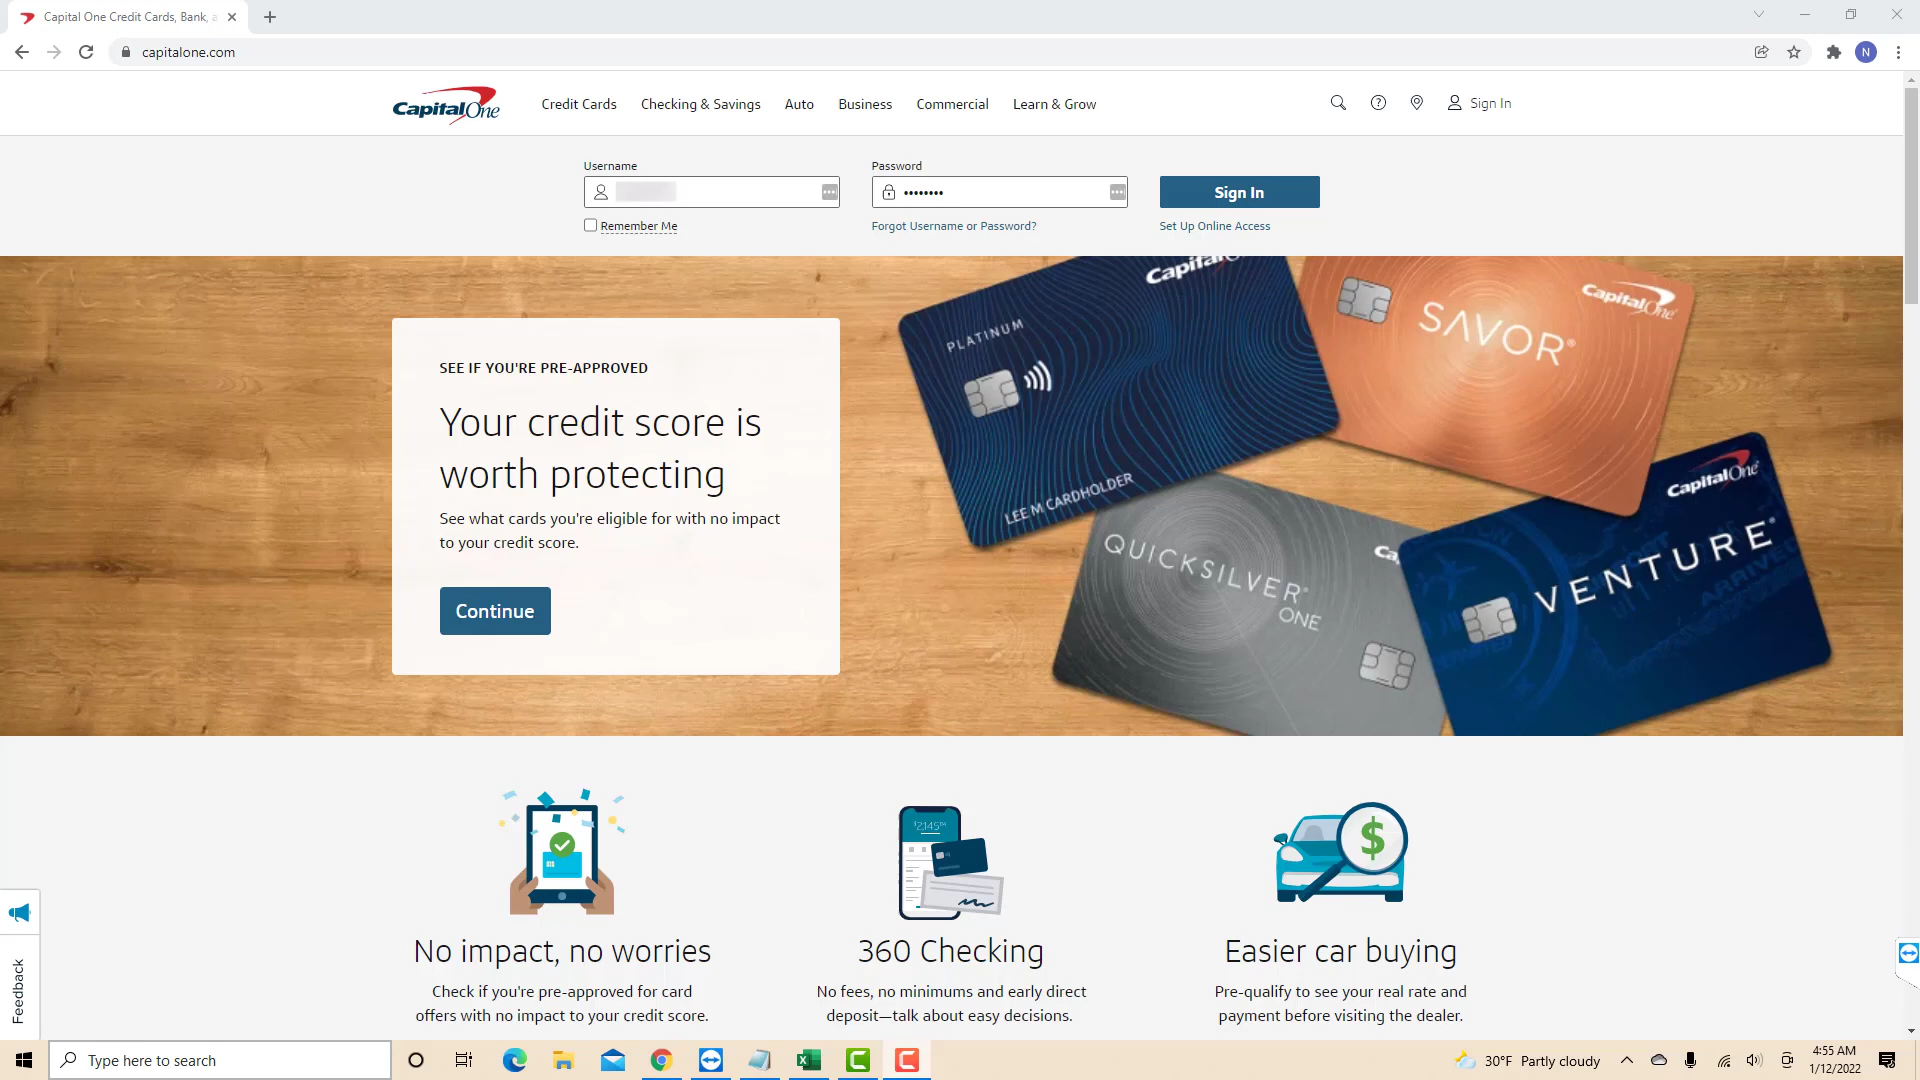 Capital One Credit Cards, Bank, a
capitalone.com
N
CapitalOne
Credit Cards
Checking & Savings
Auto
Business
Commercial
Learn & Grow
Sign In
Username
Password
••••••••
Sign In
Remember Me
Forgot Username or Password?
Set Up Online Access
SEE IF YOU'RE PRE-APPROVED
Your credit score is
worth protecting
See what cards you're eligible for with no impact
to your credit score.
Continue
Capital
PLATINUM
LEE M CARDHOLDER
CapitalOne
SAVOR®
QUICKSILVER®
ONE
CapitalOne
VENTURE®
No impact, no worries
Check if you're pre-approved for card
offers with no impact to your credit score.
360 Checking
No fees, no minimums and early direct
deposit—talk about easy decisions.
Easier car buying
Pre-qualify to see your real rate and
payment before visiting the dealer.
Feedback
Type here to search
30°F Partly cloudy
4:55 AM
1/12/2022